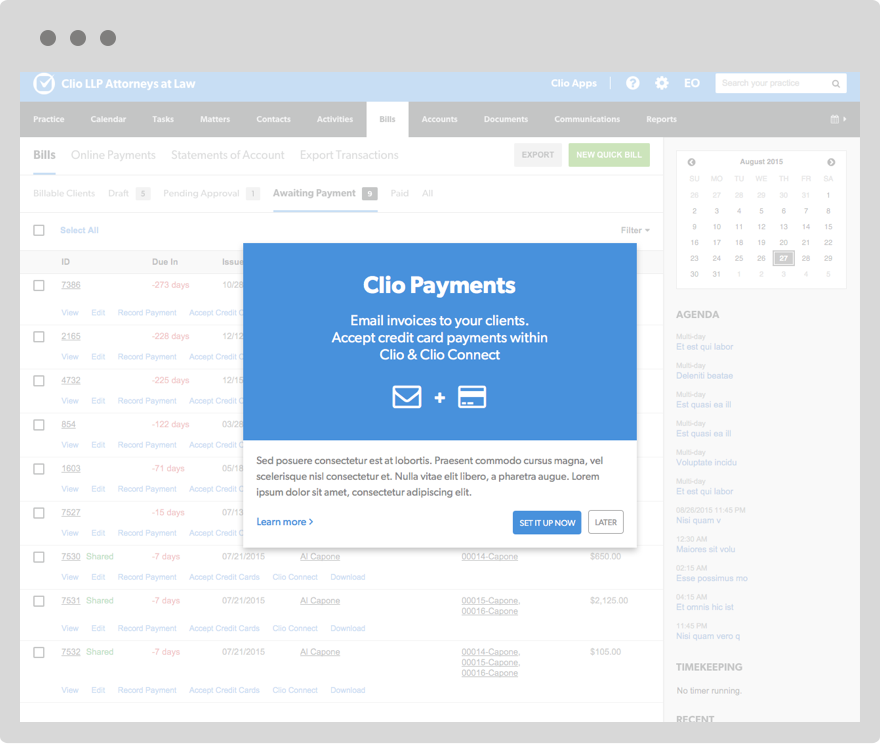 Clio LLP Attorneys at Law
Clio Apps
EO
Search your practice
Practice Calendar Tasks Matters Contacts Activities Bills Accounts Documents Communications Reports
Bills Online Payments Statements of Account Export Transactions
EXPORT
NEW QUICK BILL
Billable Clients Draft 5 Pending Approval 1 Awaiting Payment 9 Paid All
Select All
Filter
ID Due In Issue
7386 -273 days 10/28
View Edit Record Payment Accept Credit C
2165 -228 days 12/12
View Edit Record Payment Accept Credit C
4732 -225 days 12/15
View Edit Record Payment Accept Credit C
854 -122 days 03/28
View Edit Record Payment Accept Credit C
1603 -71 days 05/18
View Edit Record Payment Accept Credit C
7527 -15 days 07/13
View Edit Record Payment Accept Credit C
7530 Shared -7 days 07/21/2015 Al Capone 00014-Capone $650.00
View Edit Record Payment Accept Credit Cards Clio Connect Download
7531 Shared -7 days 07/21/2015 Al Capone 00015-Capone, $2,125.00
00016-Capone
View Edit Record Payment Accept Credit Cards Clio Connect Download
7532 Shared -7 days 07/21/2015 Al Capone 00014-Capone, $105.00
00015-Capone,
00016-Capone
View Edit Record Payment Accept Credit Cards Clio Connect Download
Clio Payments
Email invoices to your clients.
Accept credit card payments within
Clio & Clio Connect
+
Sed posuere consectetur est at lobortis. Praesent commodo cursus magna, vel
scelerisque nisl consectetur et. Nulla vitae elit libero, a pharetra augue. Lorem
ipsum dolor sit amet, consectetur adipiscing elit.
Learn more >
SET IT UP NOW
LATER
August 2015
SU MO TU WE TH FR SA
26 27 28 29 30 31 1
2 3 4 5 6 7 8
9 10 11 12 13 14 15
16 17 18 19 20 21 22
23 24 25 26 27 28 29
30 31 1 2 3 4 5
AGENDA
Multi-day
Et est qui labor
Multi-day
Deleniti beatae
Multi-day
Est quasi ea ill
Multi-day
Est quasi ea ill
Multi-day
Voluptate incidu
Multi-day
Et est qui labor
08/26/2015 11:45 PM
Nisi quam v
12:30 AM
Maiores sit volu
02:15 AM
Esse possimus mo
04:10 AM
Et omnis hic ist
11:45 PM
Nisi quam vero q
TIMEKEEPING
No timer running.
RECENT